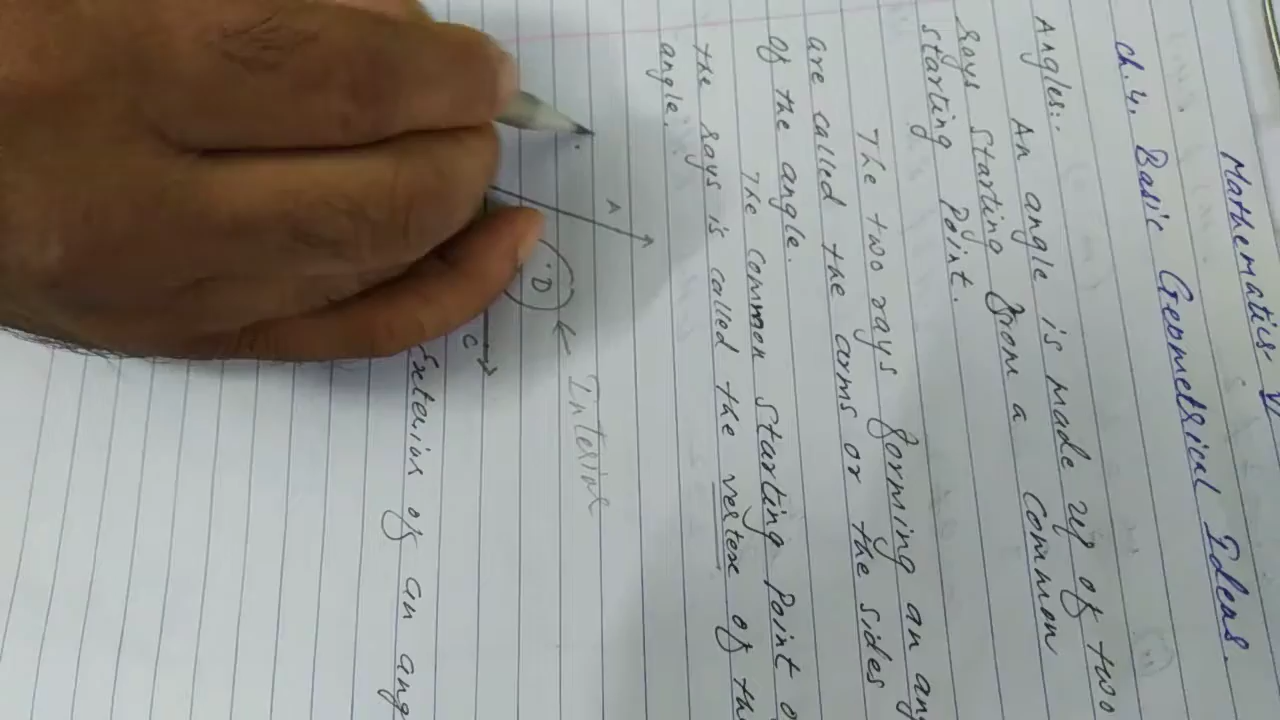 Mathematics V
Ch. 4. Basic Geometrical Ideas.
Angles:. An angle is made up of two
rays starting from a common
starting point.
The two rays forming an ang
are called the arms or the sides
of the angle.
The common starting point o
the rays is called the vertex of th
angle.
A
D
Interior
C
Exterior of an ang